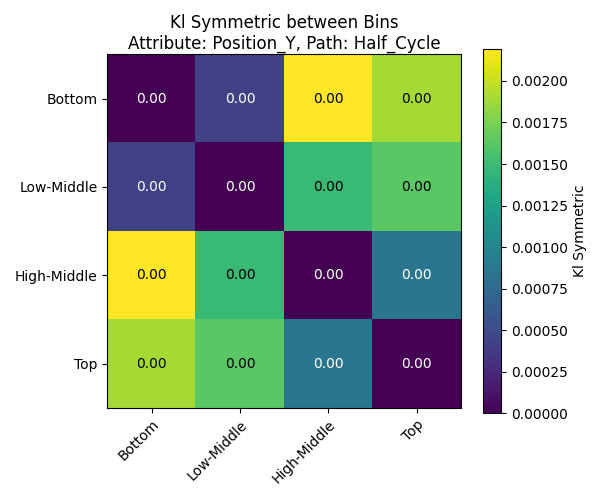 Kl Symmetric between Bins
Attribute: Position_Y, Path: Half_Cycle
Bottom 0.00 0.00 0.00 0.00
Low-Middle 0.00 0.00 0.00 0.00
High-Middle 0.00 0.00 0.00 0.00
Top 0.00 0.00 0.00 0.00
Bottom Low-Middle High-Middle Top
0.00200
0.00175
0.00150
0.00125
0.00100
0.00075
0.00050
0.00025
0.00000
Kl Symmetric